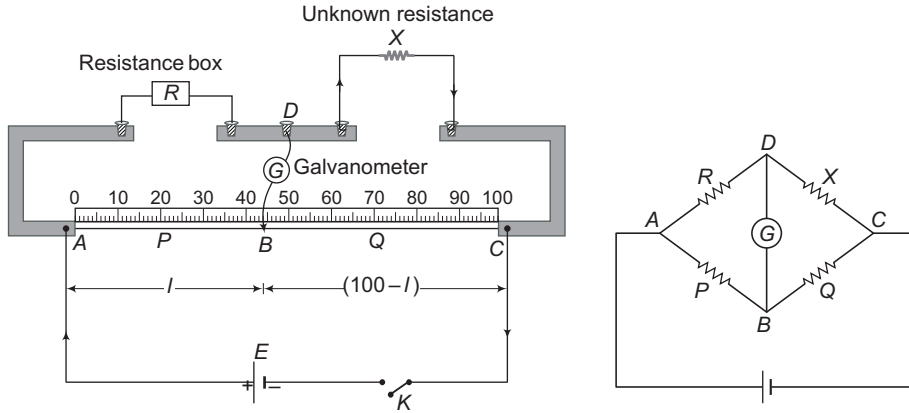 Unknown resistance
X
Resistance box
R
D
G Galvanometer
0 10 20 30 40 50 60 70 80 90 100
A P B Q C
l (100 – l)
E
+ –
K
D
R X
A G C
P Q
B